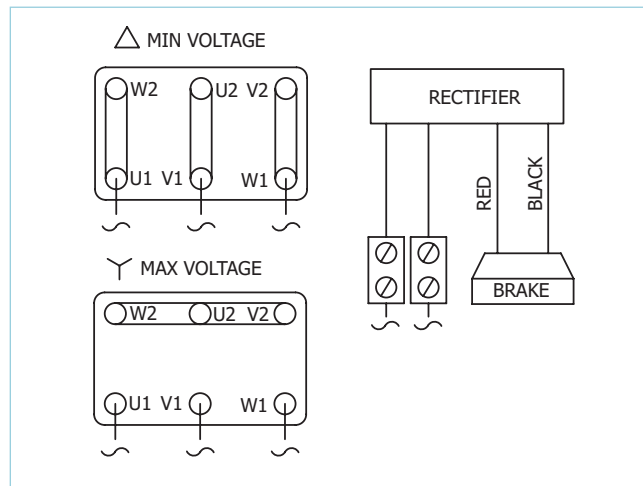 △ MIN VOLTAGE
W2 U2 V2
U1 V1 W1
MAX VOLTAGE
W2 U2 V2
U1 V1 W1
RECTIFIER
RED
BLACK
BRAKE